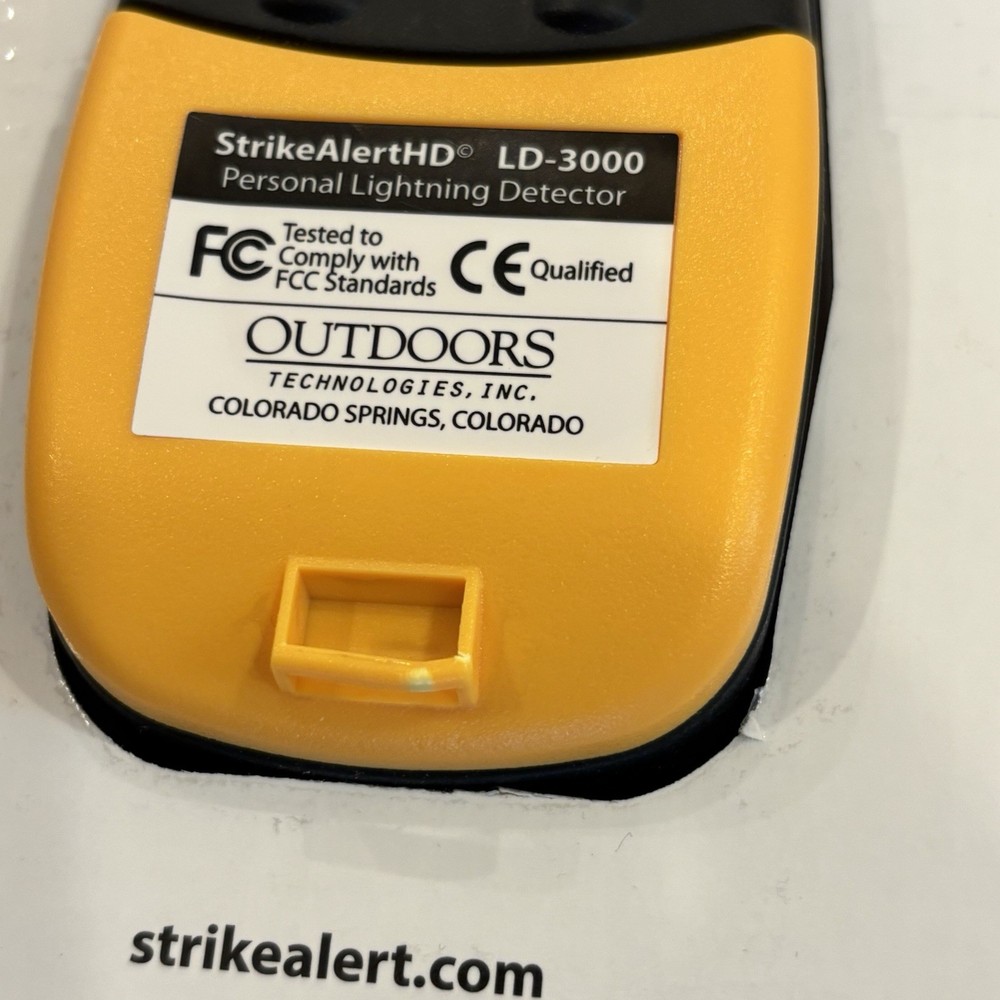 StrikeAlertHD© LD-3000
Personal Lightning Detector
FC Tested to
Comply with
FCC Standards
CE Qualified
OUTDOORS
TECHNOLOGIES, INC.
COLORADO SPRINGS, COLORADO
strikealert.com